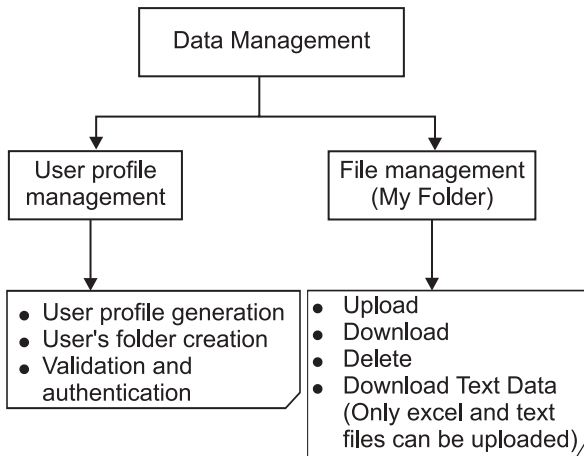 Data Management
User profile
management
File management
(My Folder)
● User profile generation
● User's folder creation
● Validation and
authentication
● Upload
● Download
● Delete
● Download Text Data
(Only excel and text
files can be uploaded)